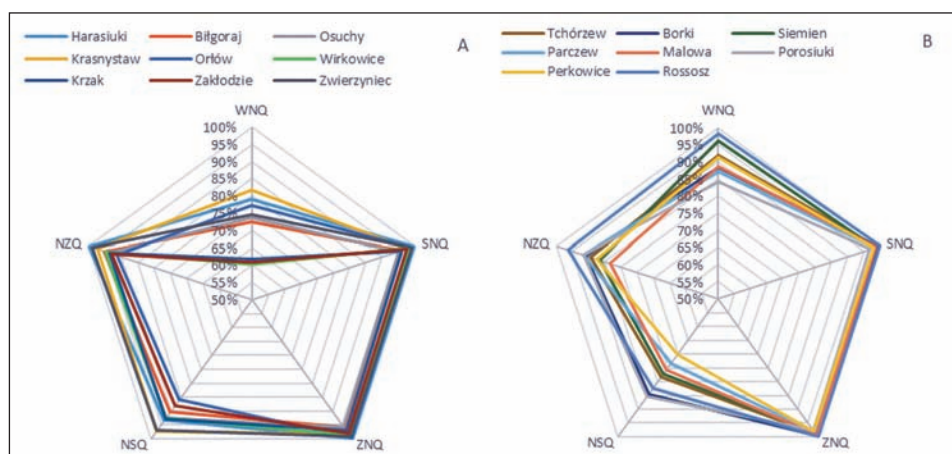 Harasiuki Biłgoraj Osuchy
Krasnystaw Orłów Wirkowice
Krzak Zakłodzie Zwierzyniec
A
WNQ
100%
95%
90%
85%
80%
75%
70%
65%
60%
55%
50%
SNQ
ZNQ
NSQ
NZQ
Tchórzew Borki Siemien
Parczew Malowa Porosiuki
Perkowice Rossosz
B
WNQ
100%
95%
90%
85%
80%
75%
70%
65%
60%
55%
50%
SNQ
ZNQ
NSQ
NZQ